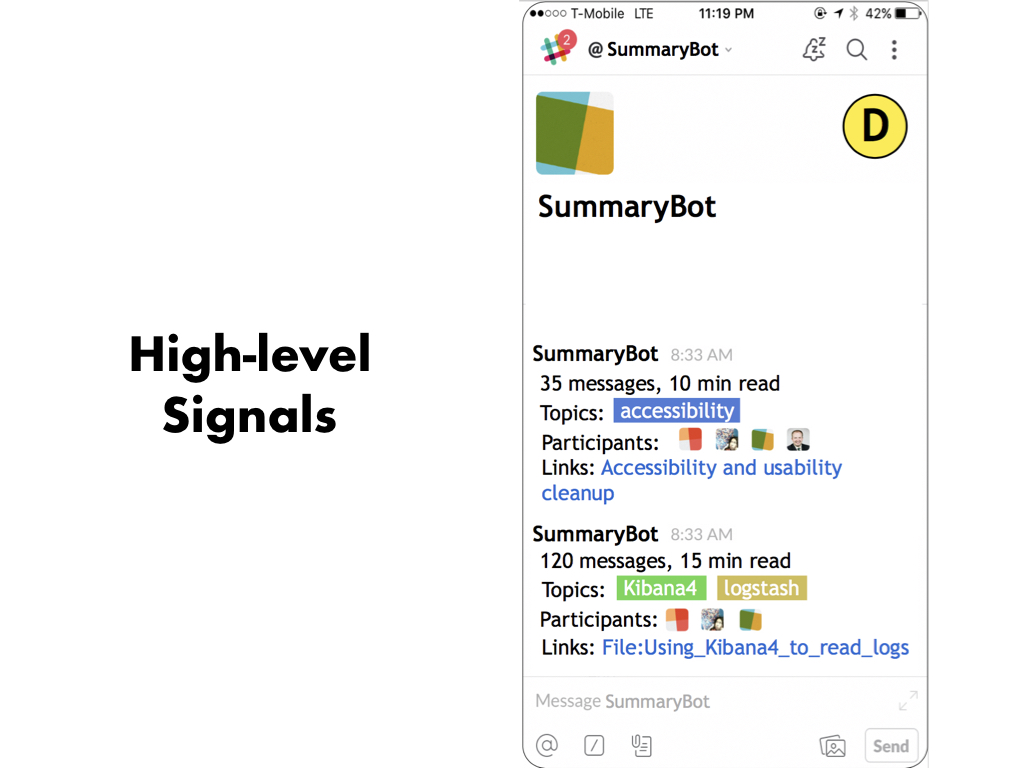 High-level
Signals
T-Mobile LTE 11:19 PM 42%
2
@ SummaryBot
D
SummaryBot
SummaryBot 8:33 AM
35 messages, 10 min read
Topics: accessibility
Participants:
Links: Accessibility and usability
cleanup
SummaryBot 8:33 AM
120 messages, 15 min read
Topics: Kibana4 logstash
Participants:
Links: File:Using_Kibana4_to_read_logs
Message SummaryBot
Send